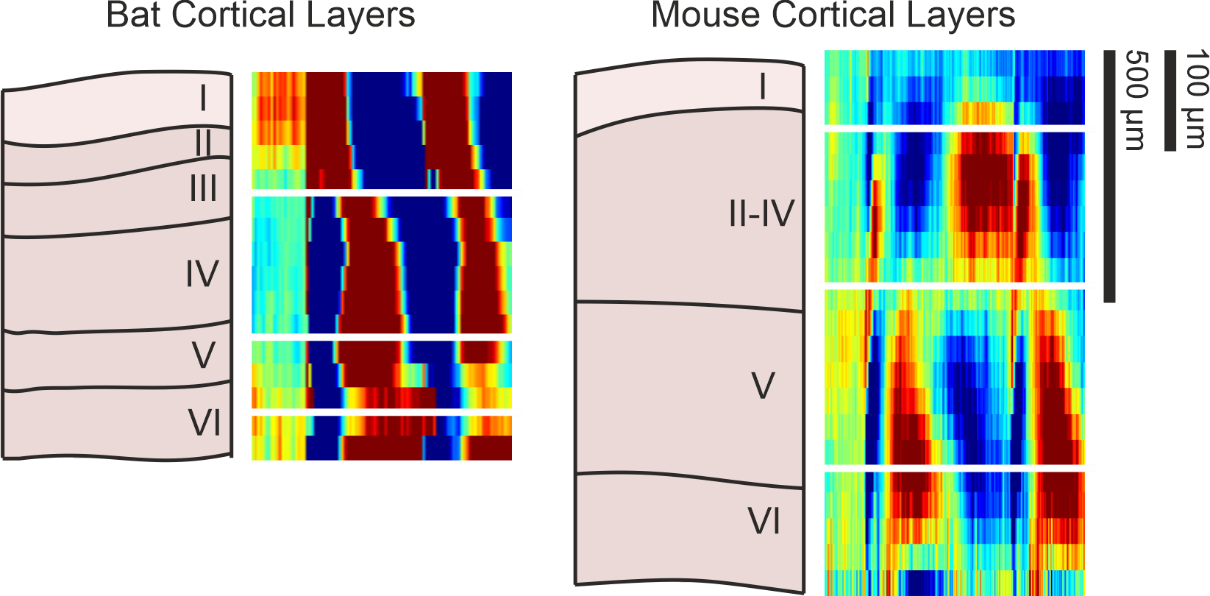 Bat Cortical Layers
I
II
III
IV
V
VI
Mouse Cortical Layers
I
II-IV
V
VI
500 µm
100 µm